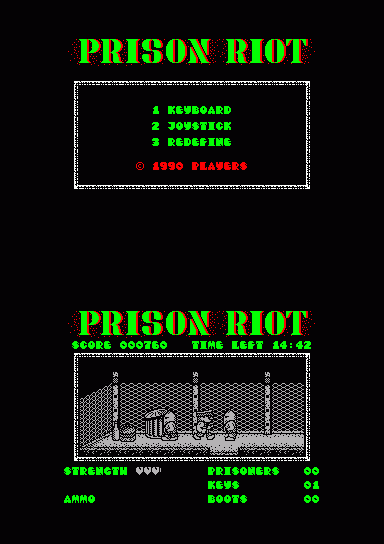 PRISON RIOT
1 KEYBOARD
2 JOYSTICK
3 REDEFINE
© 1990 PLAYERS
PRISON RIOT
SCORE 000760 TIME LEFT 14:42
STRENGTH PRISONERS 00
KEYS 01
AMMO BOOTS 00